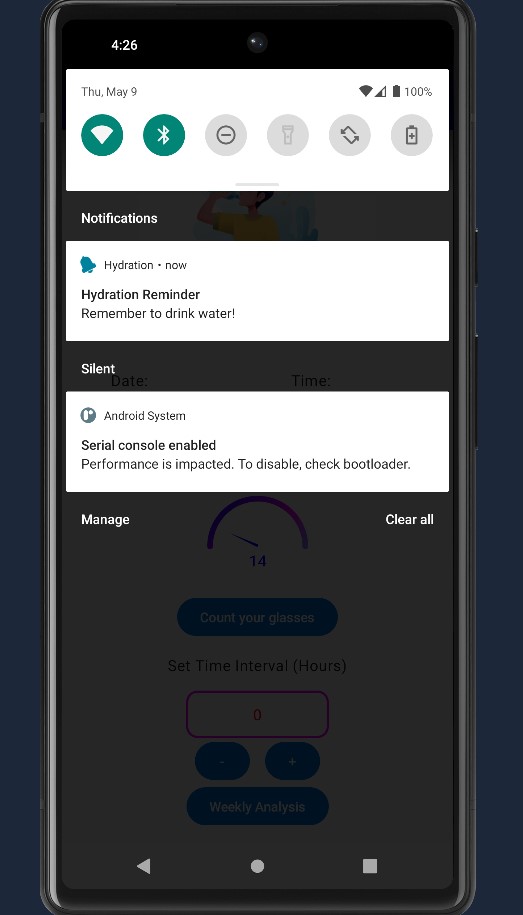 4:26
Thu, May 9
100%
Notifications
Hydration • now
Hydration Reminder
Remember to drink water!
Silent
Date: Time:
Android System
Serial console enabled
Performance is impacted. To disable, check bootloader.
Manage Clear all
14
Count your glasses
Set Time Interval (Hours)
0
- +
Weekly Analysis